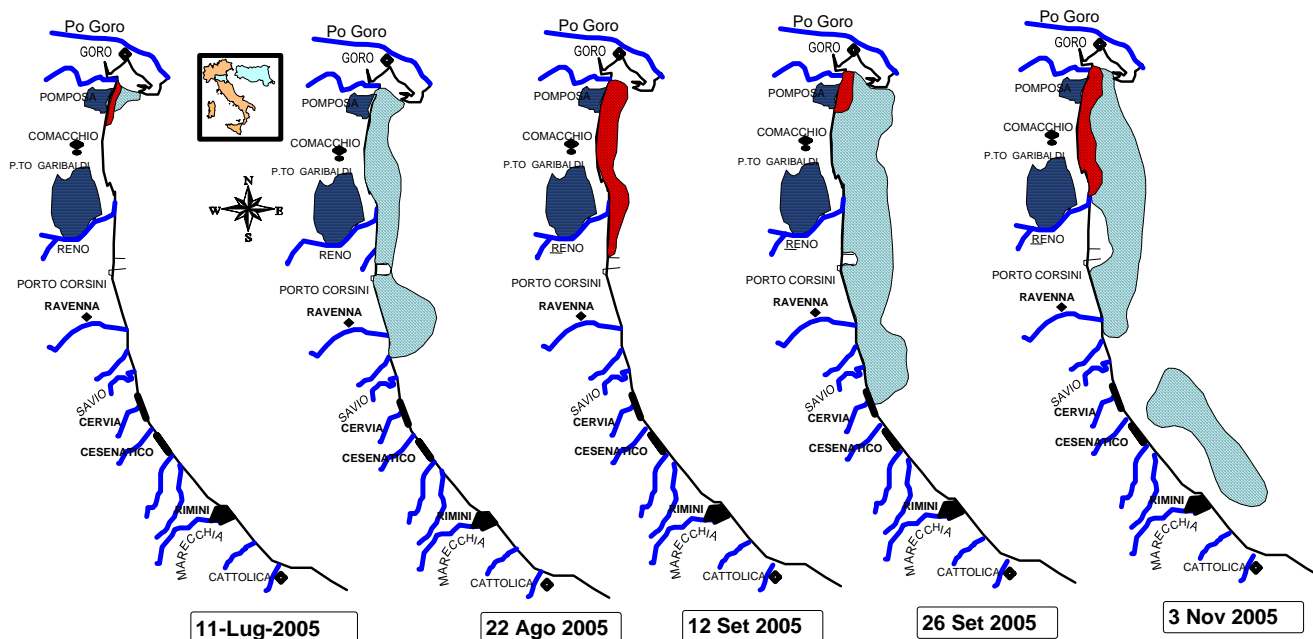 Po Goro
GORO
POMPOSA
COMACCHIO
P.TO GARIBALDI
RENO
PORTO CORSINI
RAVENNA
SAVIO
CERVIA
CESENATICO
RIMINI
MARECCHIA
CATTOLICA
11-Lug-2005
N
W E
S
Po Goro
GORO
POMPOSA
COMACCHIO
P.TO GARIBALDI
RENO
PORTO CORSINI
RAVENNA
SAVIO
CERVIA
CESENATICO
RIMINI
MARECCHIA
CATTOLICA
22 Ago 2005
Po Goro
GORO
POMPOSA
COMACCHIO
P.TO GARIBALDI
RENO
PORTO CORSINI
RAVENNA
SAVIO
CERVIA
CESENATICO
RIMINI
MARECCHIA
CATTOLICA
12 Set 2005
Po Goro
GORO
POMPOSA
COMACCHIO
P.TO GARIBALDI
RENO
PORTO CORSINI
RAVENNA
SAVIO
CERVIA
CESENATICO
RIMINI
MARECCHIA
CATTOLICA
26 Set 2005
Po Goro
GORO
POMPOSA
COMACCHIO
P.TO GARIBALDI
RENO
PORTO CORSINI
RAVENNA
SAVIO
CERVIA
CESENATICO
RIMINI
MARECCHIA
CATTOLICA
3 Nov 2005